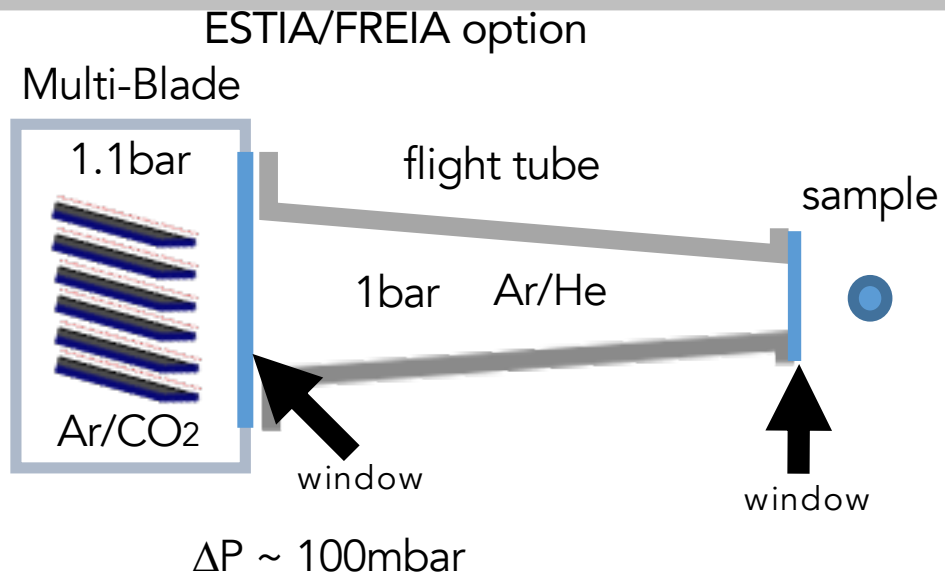 ESTIA/FREIA option
Multi-Blade
1.1bar
flight tube
sample
1bar Ar/He
Ar/CO2
window
window
ΔP ~ 100mbar